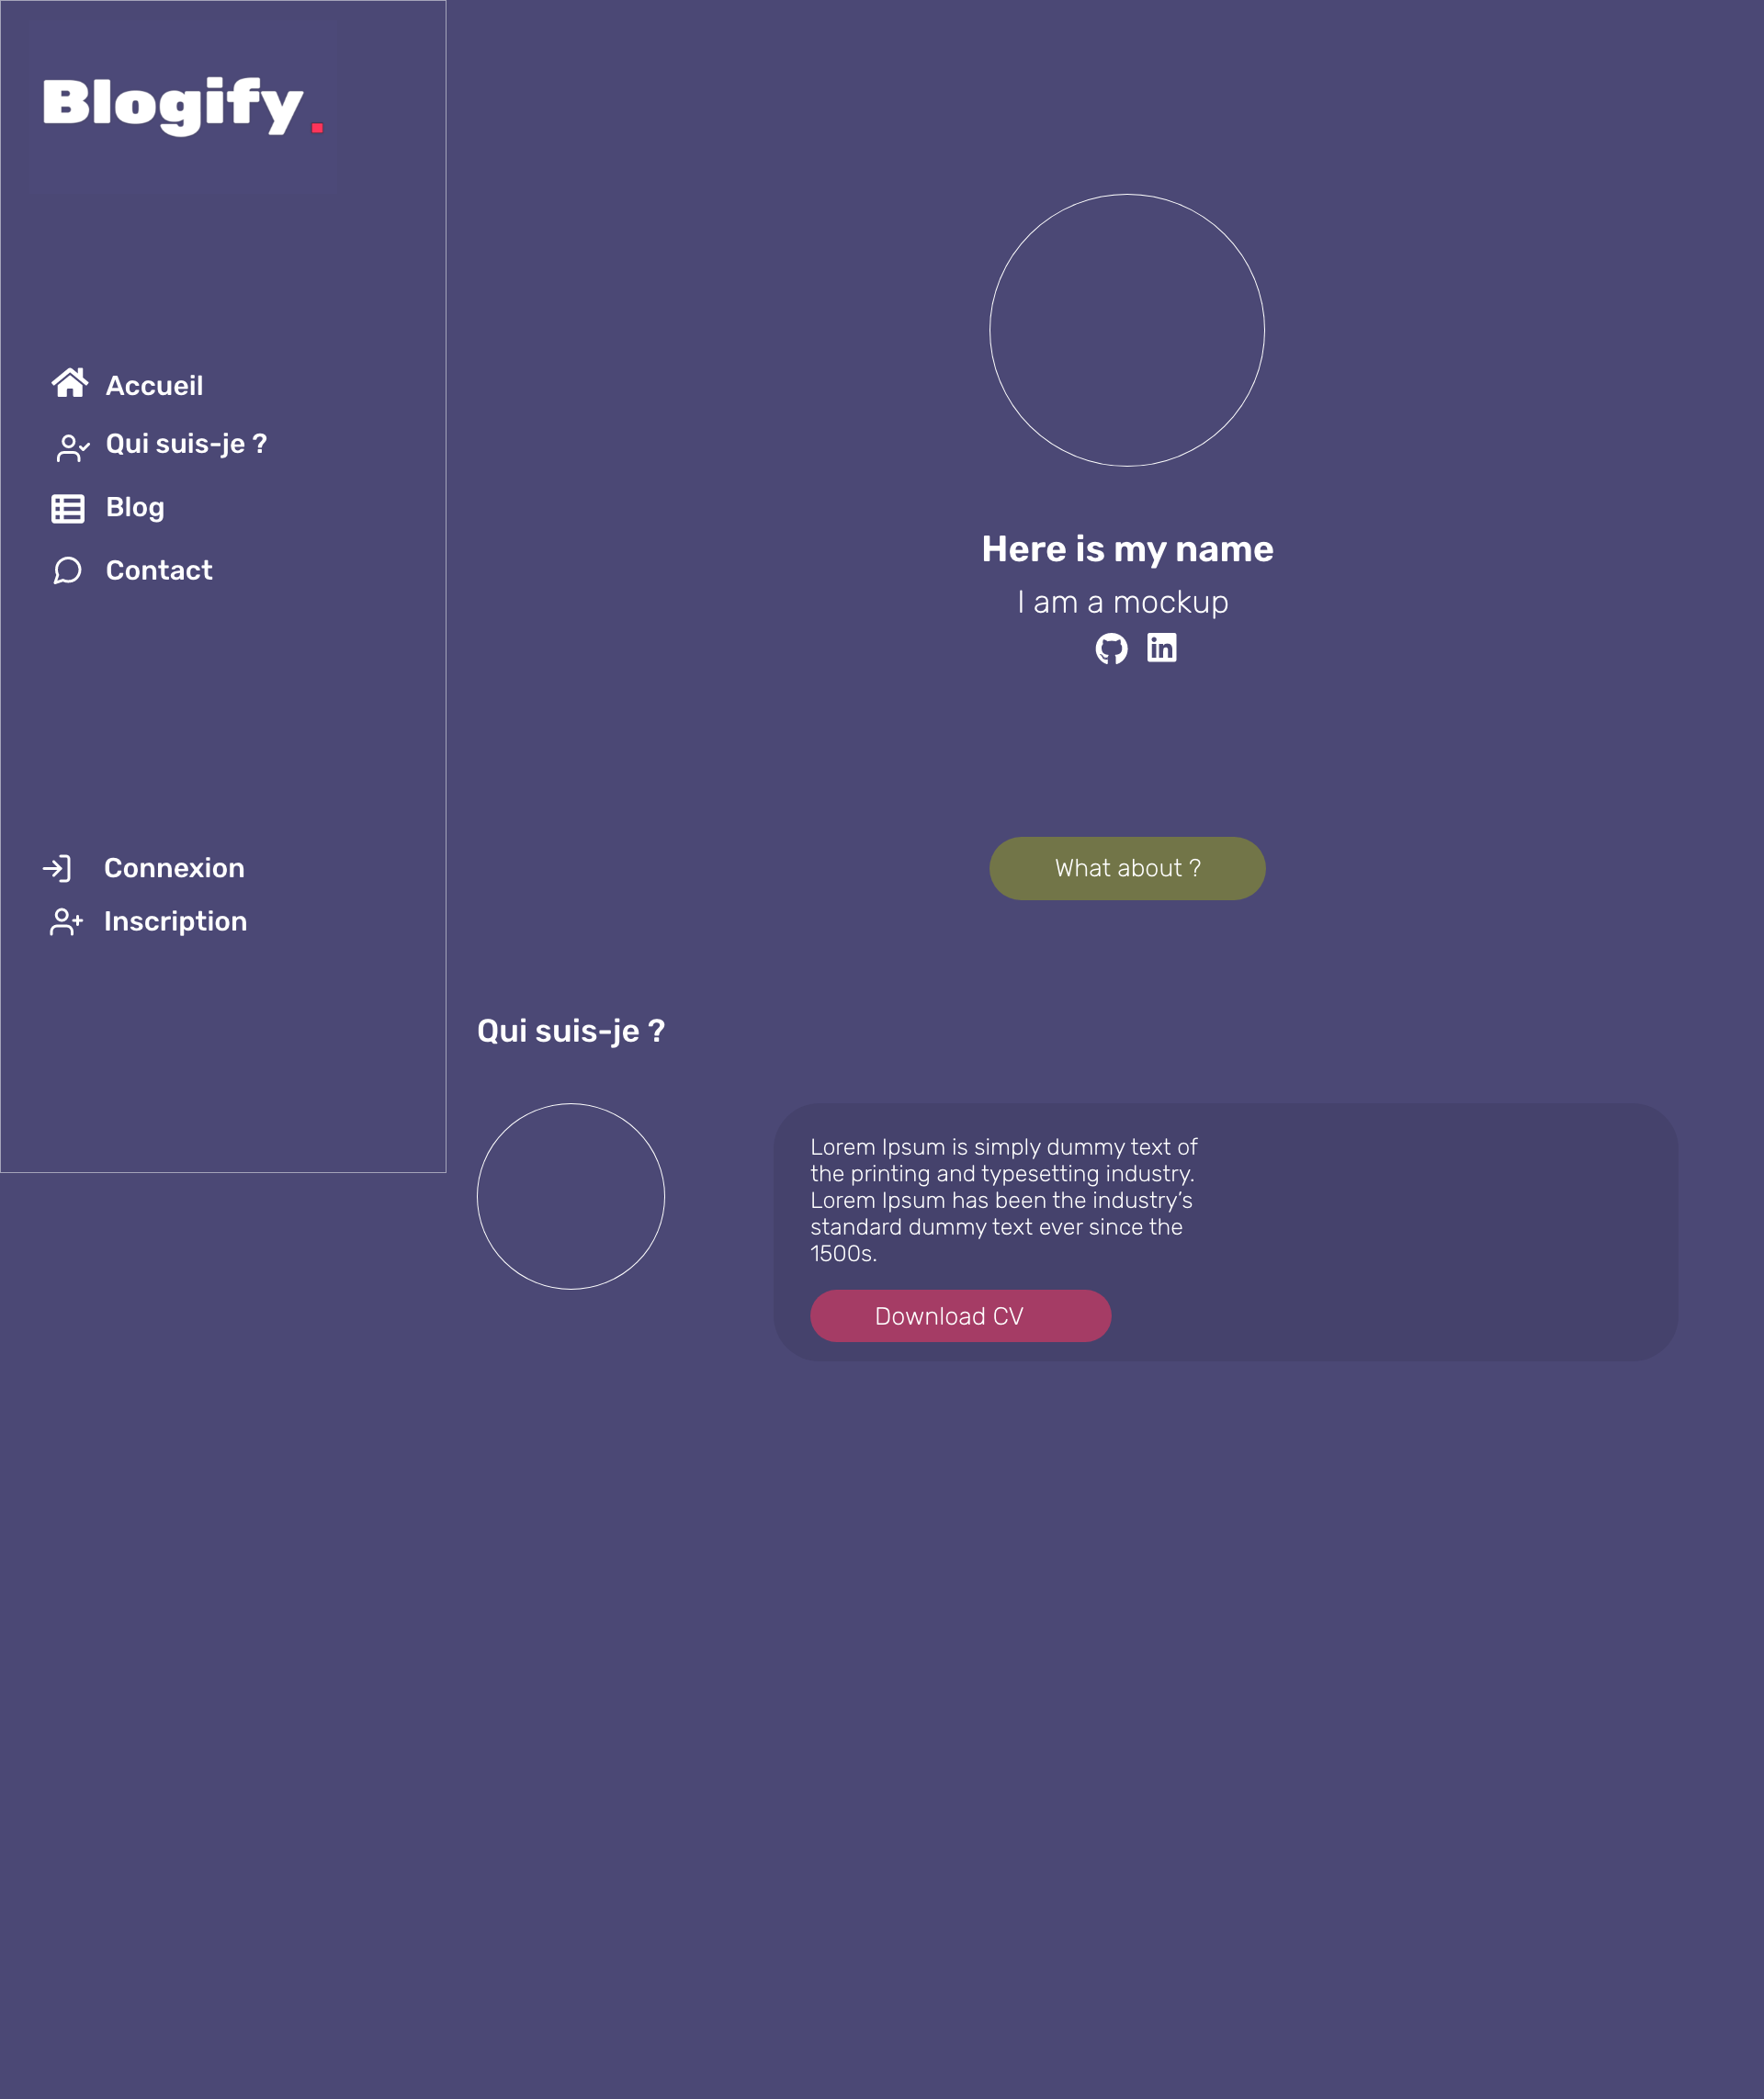 Blogify.
Accueil
Qui suis-je ?
Blog
Contact
Connexion
Inscription
Here is my name
I am a mockup
in
What about ?
Qui suis-je ?
Lorem Ipsum is simply dummy text of
the printing and typesetting industry.
Lorem Ipsum has been the industry’s
standard dummy text ever since the
1500s.
Download CV